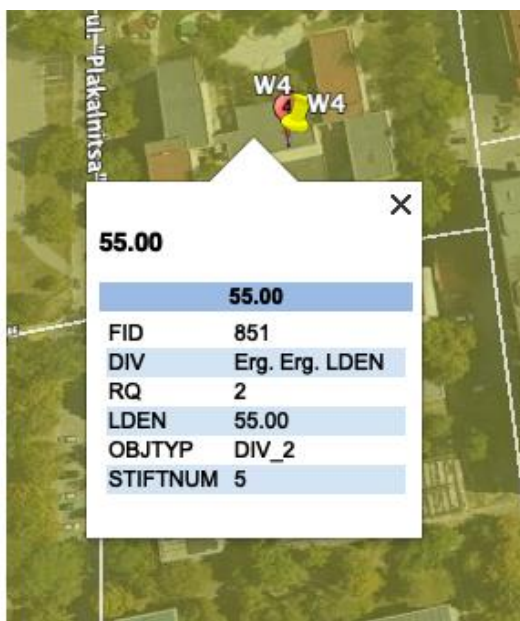 ul. "Plakalnitsa"
W4
4
W4
55.00
55.00
FID 851
DIV Erg. Erg. LDEN
RQ 2
LDEN 55.00
OBJTYP DIV_2
STIFTNUM 5